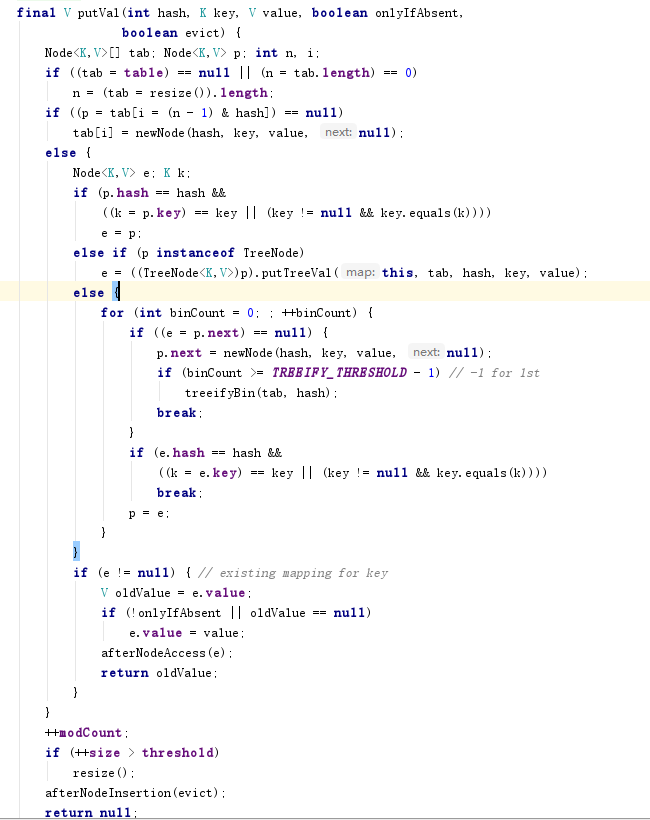 final V putVal(int hash, K key, V value, boolean onlyIfAbsent,
               boolean evict) {
    Node<K,V>[] tab; Node<K,V> p; int n, i;
    if ((tab = table) == null || (n = tab.length) == 0)
        n = (tab = resize()).length;
    if ((p = tab[i = (n - 1) & hash]) == null)
        tab[i] = newNode(hash, key, value, next: null);
    else {
        Node<K,V> e; K k;
        if (p.hash == hash &&
            ((k = p.key) == key || (key != null && key.equals(k))))
            e = p;
        else if (p instanceof TreeNode)
            e = ((TreeNode<K,V>)p).putTreeVal( map: this, tab, hash, key, value);
        else {
            for (int binCount = 0; ; ++binCount) {
                if ((e = p.next) == null) {
                    p.next = newNode(hash, key, value, next: null);
                    if (binCount >= TREEIFY_THRESHOLD - 1) // -1 for 1st
                        treeifyBin(tab, hash);
                    break;
                }
                if (e.hash == hash &&
                    ((k = e.key) == key || (key != null && key.equals(k))))
                    break;
                p = e;
            }
        }
        if (e != null) { // existing mapping for key
            V oldValue = e.value;
            if (!onlyIfAbsent || oldValue == null)
                e.value = value;
            afterNodeAccess(e);
            return oldValue;
        }
    }
    ++modCount;
    if (++size > threshold)
        resize();
    afterNodeInsertion(evict);
    return null;